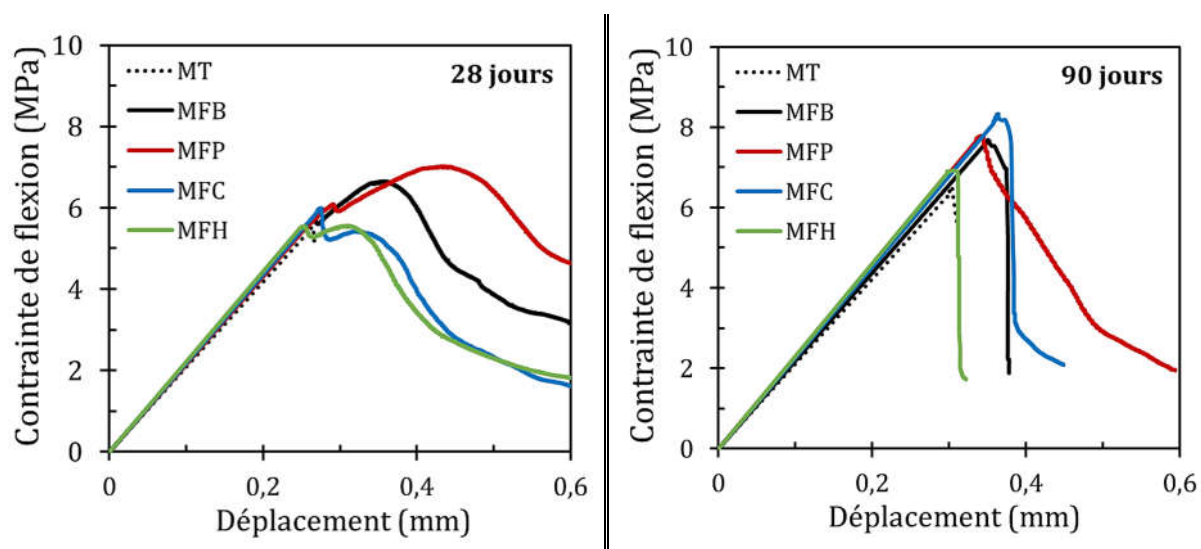 10
8
6
4
2
0
Contrainte de flexion (MPa)
MT
MFB
MFP
MFC
MFH
28 jours
0
0,2
0,4
0,6
Déplacement (mm)
10
8
6
4
2
0
Contrainte de flexion (MPa)
MT
MFB
MFP
MFC
MFH
90 jours
0
0,2
0,4
0,6
Déplacement (mm)